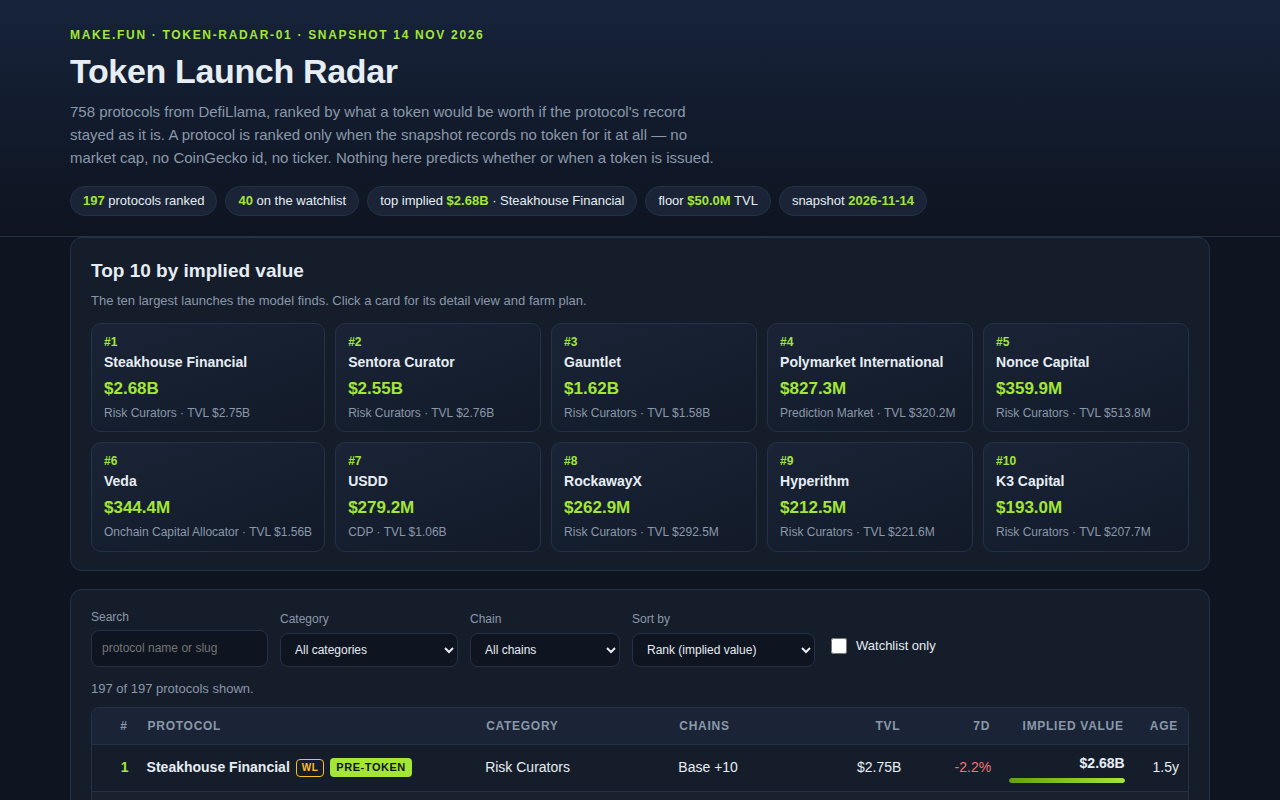 MAKE.FUN · TOKEN-RADAR-01 · SNAPSHOT 14 NOV 2026
Token Launch Radar
758 protocols from DefiLlama, ranked by what a token would be worth if the protocol's record
stayed as it is. A protocol is ranked only when the snapshot records no token for it at all — no
market cap, no CoinGecko id, no ticker. Nothing here predicts whether or when a token is issued.
197 protocols ranked 40 on the watchlist top implied $2.68B · Steakhouse Financial floor $50.0M TVL snapshot 2026-11-14
Top 10 by implied value
The ten largest launches the model finds. Click a card for its detail view and farm plan.
#1 #2 #3 #4 #5
Steakhouse Financial Sentora Curator Gauntlet Polymarket International Nonce Capital
$2.68B $2.55B $1.62B $827.3M $359.9M
Risk Curators · TVL $2.75B Risk Curators · TVL $2.76B Risk Curators · TVL $1.58B Prediction Market · TVL $320.2M Risk Curators · TVL $513.8M
#6 #7 #8 #9 #10
Veda USDD RockawayX Hyperithm K3 Capital
$344.4M $279.2M $262.9M $212.5M $193.0M
Onchain Capital Allocator · TVL $1.56B CDP · TVL $1.06B Risk Curators · TVL $292.5M Risk Curators · TVL $221.6M Risk Curators · TVL $207.7M
Search Category Chain Sort by
protocol name or slug All categories All chains Rank (implied value) Watchlist only
197 of 197 protocols shown.
# PROTOCOL CATEGORY CHAINS TVL 7D IMPLIED VALUE AGE
1 Steakhouse Financial WL PRE-TOKEN Risk Curators Base +10 $2.75B -2.2% $2.68B 1.5y